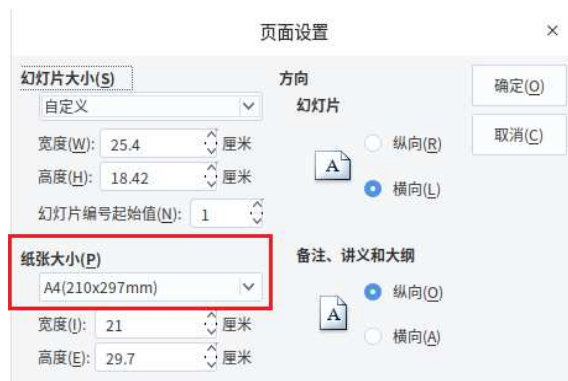 页面设置
×
幻灯片大小(S)
自定义
宽度(W): 25.4 厘米
高度(H): 18.42 厘米
幻灯片编号起始值(N): 1
纸张大小(P)
A4(210x297mm)
宽度(I): 21 厘米
高度(E): 29.7 厘米
方向
幻灯片
A
纵向(R)
横向(L)
备注、讲义和大纲
A
纵向(O)
横向(A)
确定(O)
取消(C)